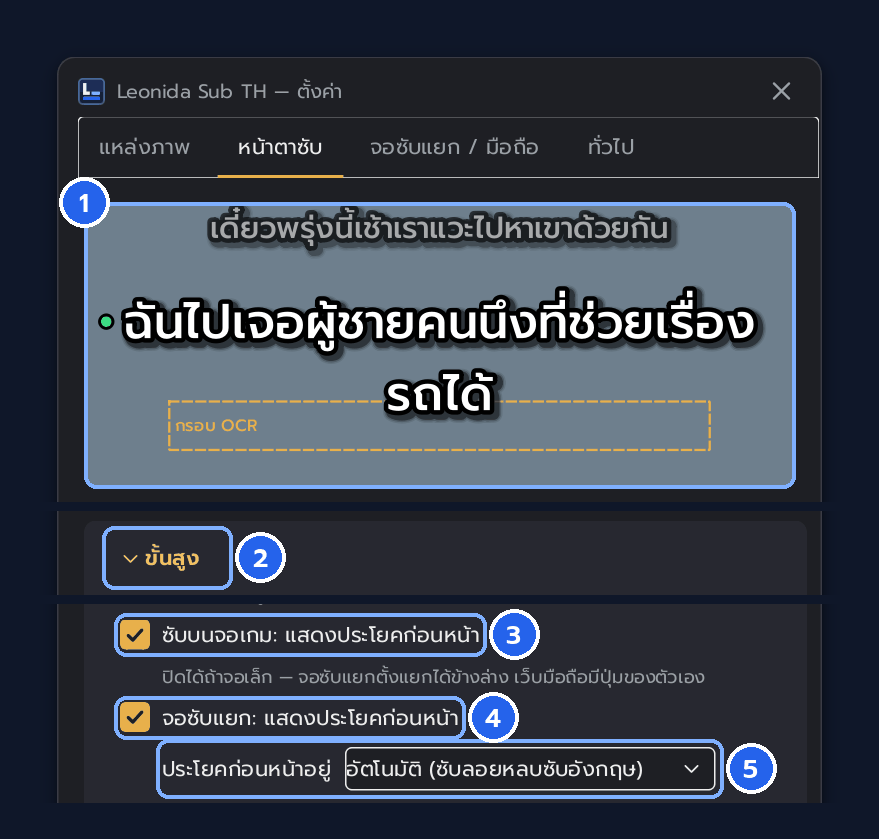 Leonida Sub TH — ตั้งค่า
แหล่งภาพ หน้าตาซับ จอซับแยก / มือถือ ทั่วไป
1
เดี๋ยวพรุ่งนี้เช้าเราแวะไปหาเขาด้วยกัน
ฉันไปเจอผู้ชายคนนึงที่ช่วยเรื่อง
รถได้
กรอบ OCR
ขั้นสูง 2
ซับบนจอเกม: แสดงประโยคก่อนหน้า 3
ปิดได้ถ้าจอเล็ก — จอซับแยกตั้งแยกได้ข้างล่าง เว็บมือถือมีปุ่มของตัวเอง
จอซับแยก: แสดงประโยคก่อนหน้า 4
ประโยคก่อนหน้าอยู่ อัตโนมัติ (ซับลอยหลบซับอังกฤษ) 5